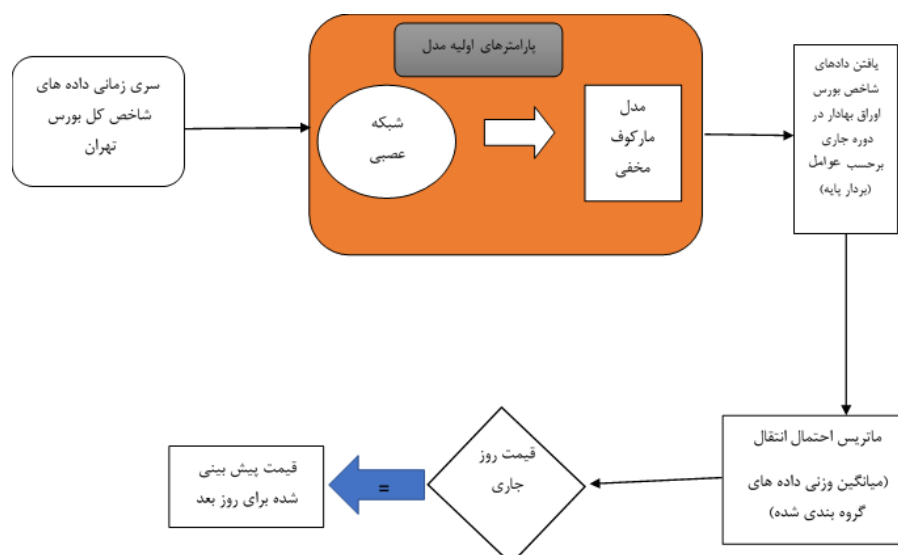 پارامترهای اولیه مدل
سری زمانی داده های
شاخص کل بورس
تهران
شبکه
عصبی
مدل
مارکوف
مخفی
یافتن دادهای
شاخص بورس
اوراق بهادار در
دوره جاری
برحسب عوامل
(بردار پایه)
ماتریس احتمال انتقال
(میانگین وزنی داده های
گروه بندی شده)
قیمت روز
جاری
=
قیمت پیش بینی
شده برای روز بعد